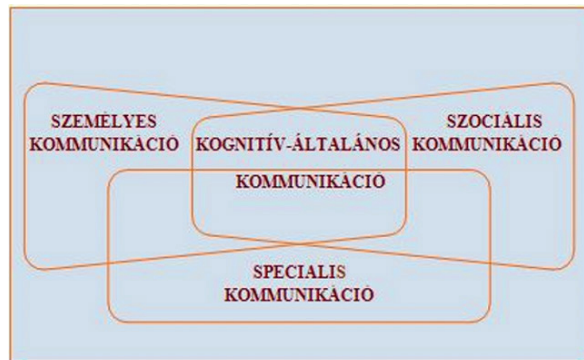 SZEMÉLYES
KOMMUNIKÁCIÓ
KOGNITÍV-ÁLTALÁNOS
KOMMUNIKÁCIÓ
SZOCIÁLIS
KOMMUNIKÁCIÓ
SPECIALIS
KOMMUNIKÁCIÓ